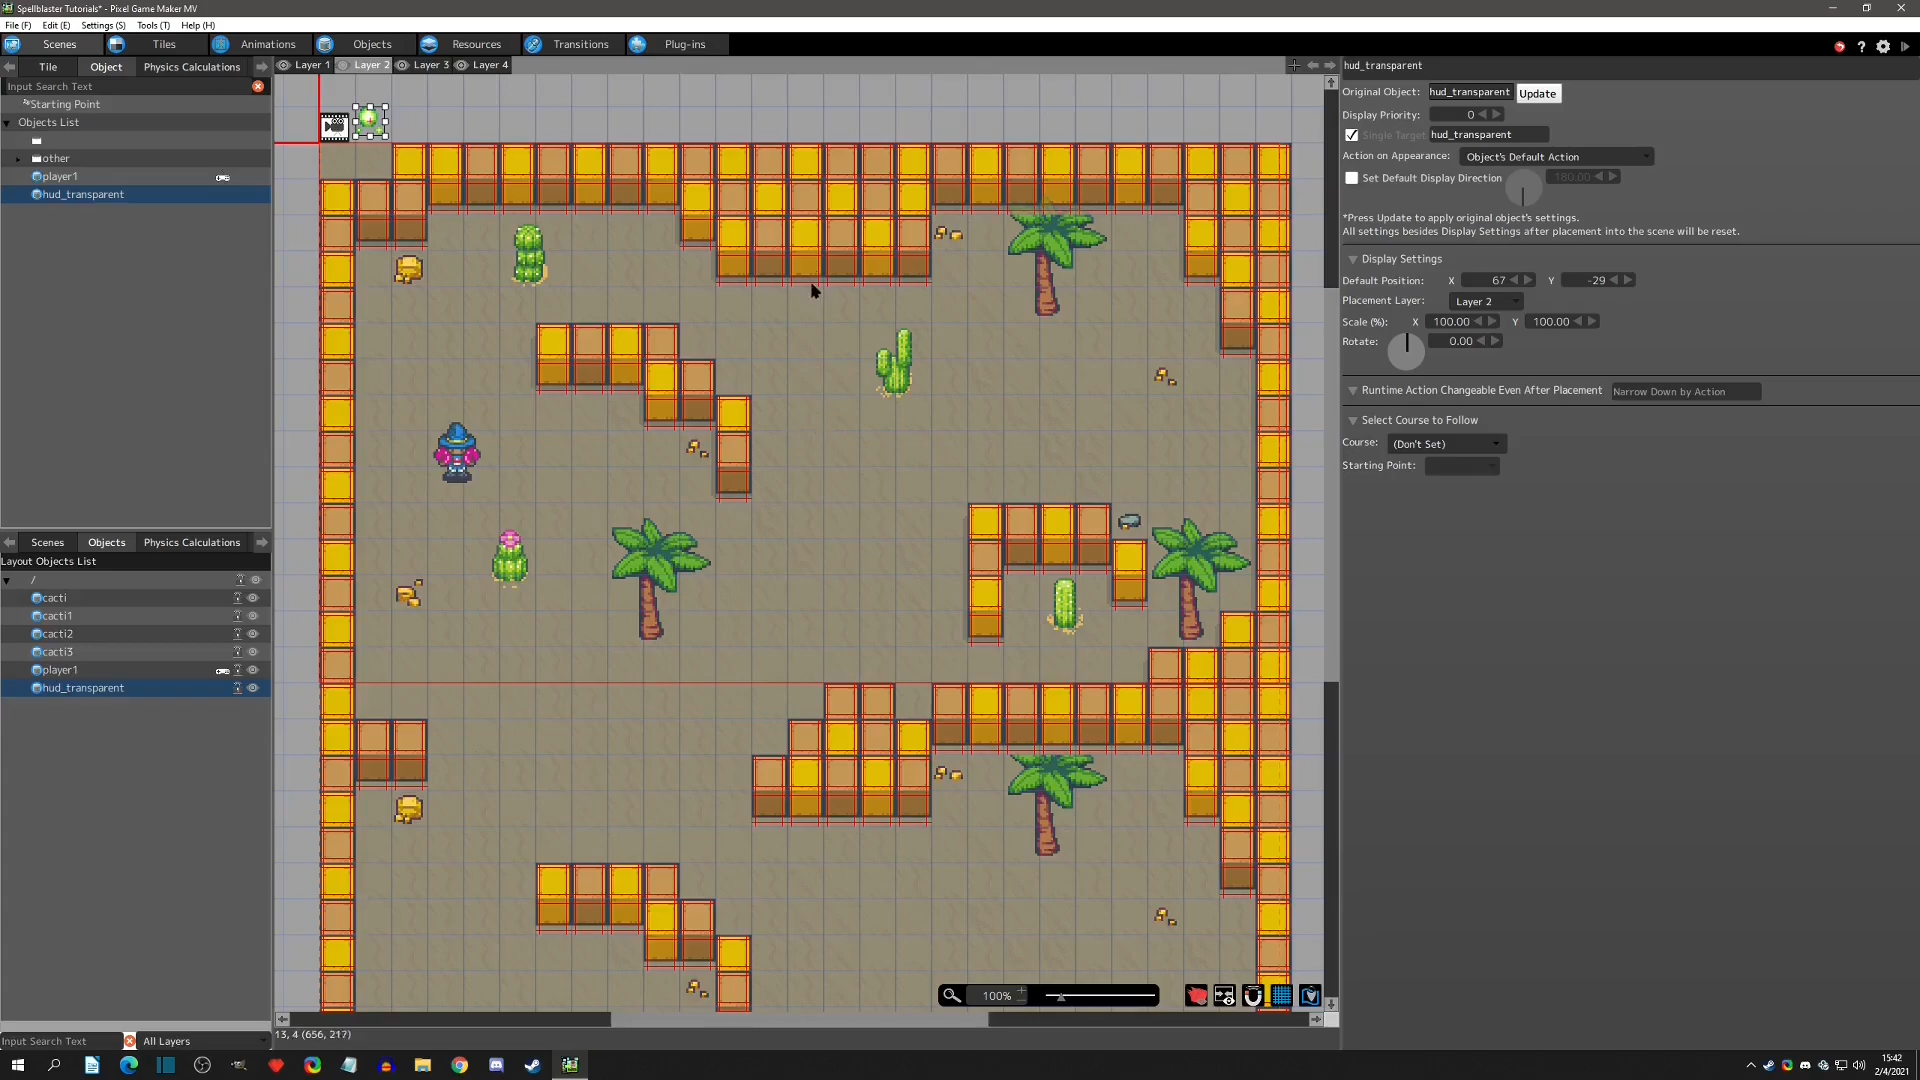 Spellblaster Tutorials* - Pixel Game Maker MV
File (F) Edit (E) Settings (S) Tools (T) Help (H)
Scenes Tiles Animations Objects Resources Transitions Plug-ins
Tile Object Physics Calculations
Layer 1 Layer 2 Layer 3 Layer 4
Input Search Text
Starting Point
Objects List
other
player1
hud_transparent
Scenes Objects Physics Calculations
Layout Objects List
/
cacti
cacti1
cacti2
cacti3
player1
hud_transparent
Input Search Text All Layers
100%
13, 4 (656, 217)
hud_transparent
Original Object: hud_transparent Update
Display Priority: 0
Single Target hud_transparent
Action on Appearance: Object's Default Action
Set Default Display Direction 180.00
*Press Update to apply original object's settings.
All settings besides Display Settings after placement into the scene will be reset.
Display Settings
Default Position: X 67 Y -29
Placement Layer: Layer 2
Scale (%): X 100.00 Y 100.00
Rotate: 0.00
Runtime Action Changeable Even After Placement Narrow Down by Action
Select Course to Follow
Course: (Don't Set)
Starting Point:
15:42
2/4/2021